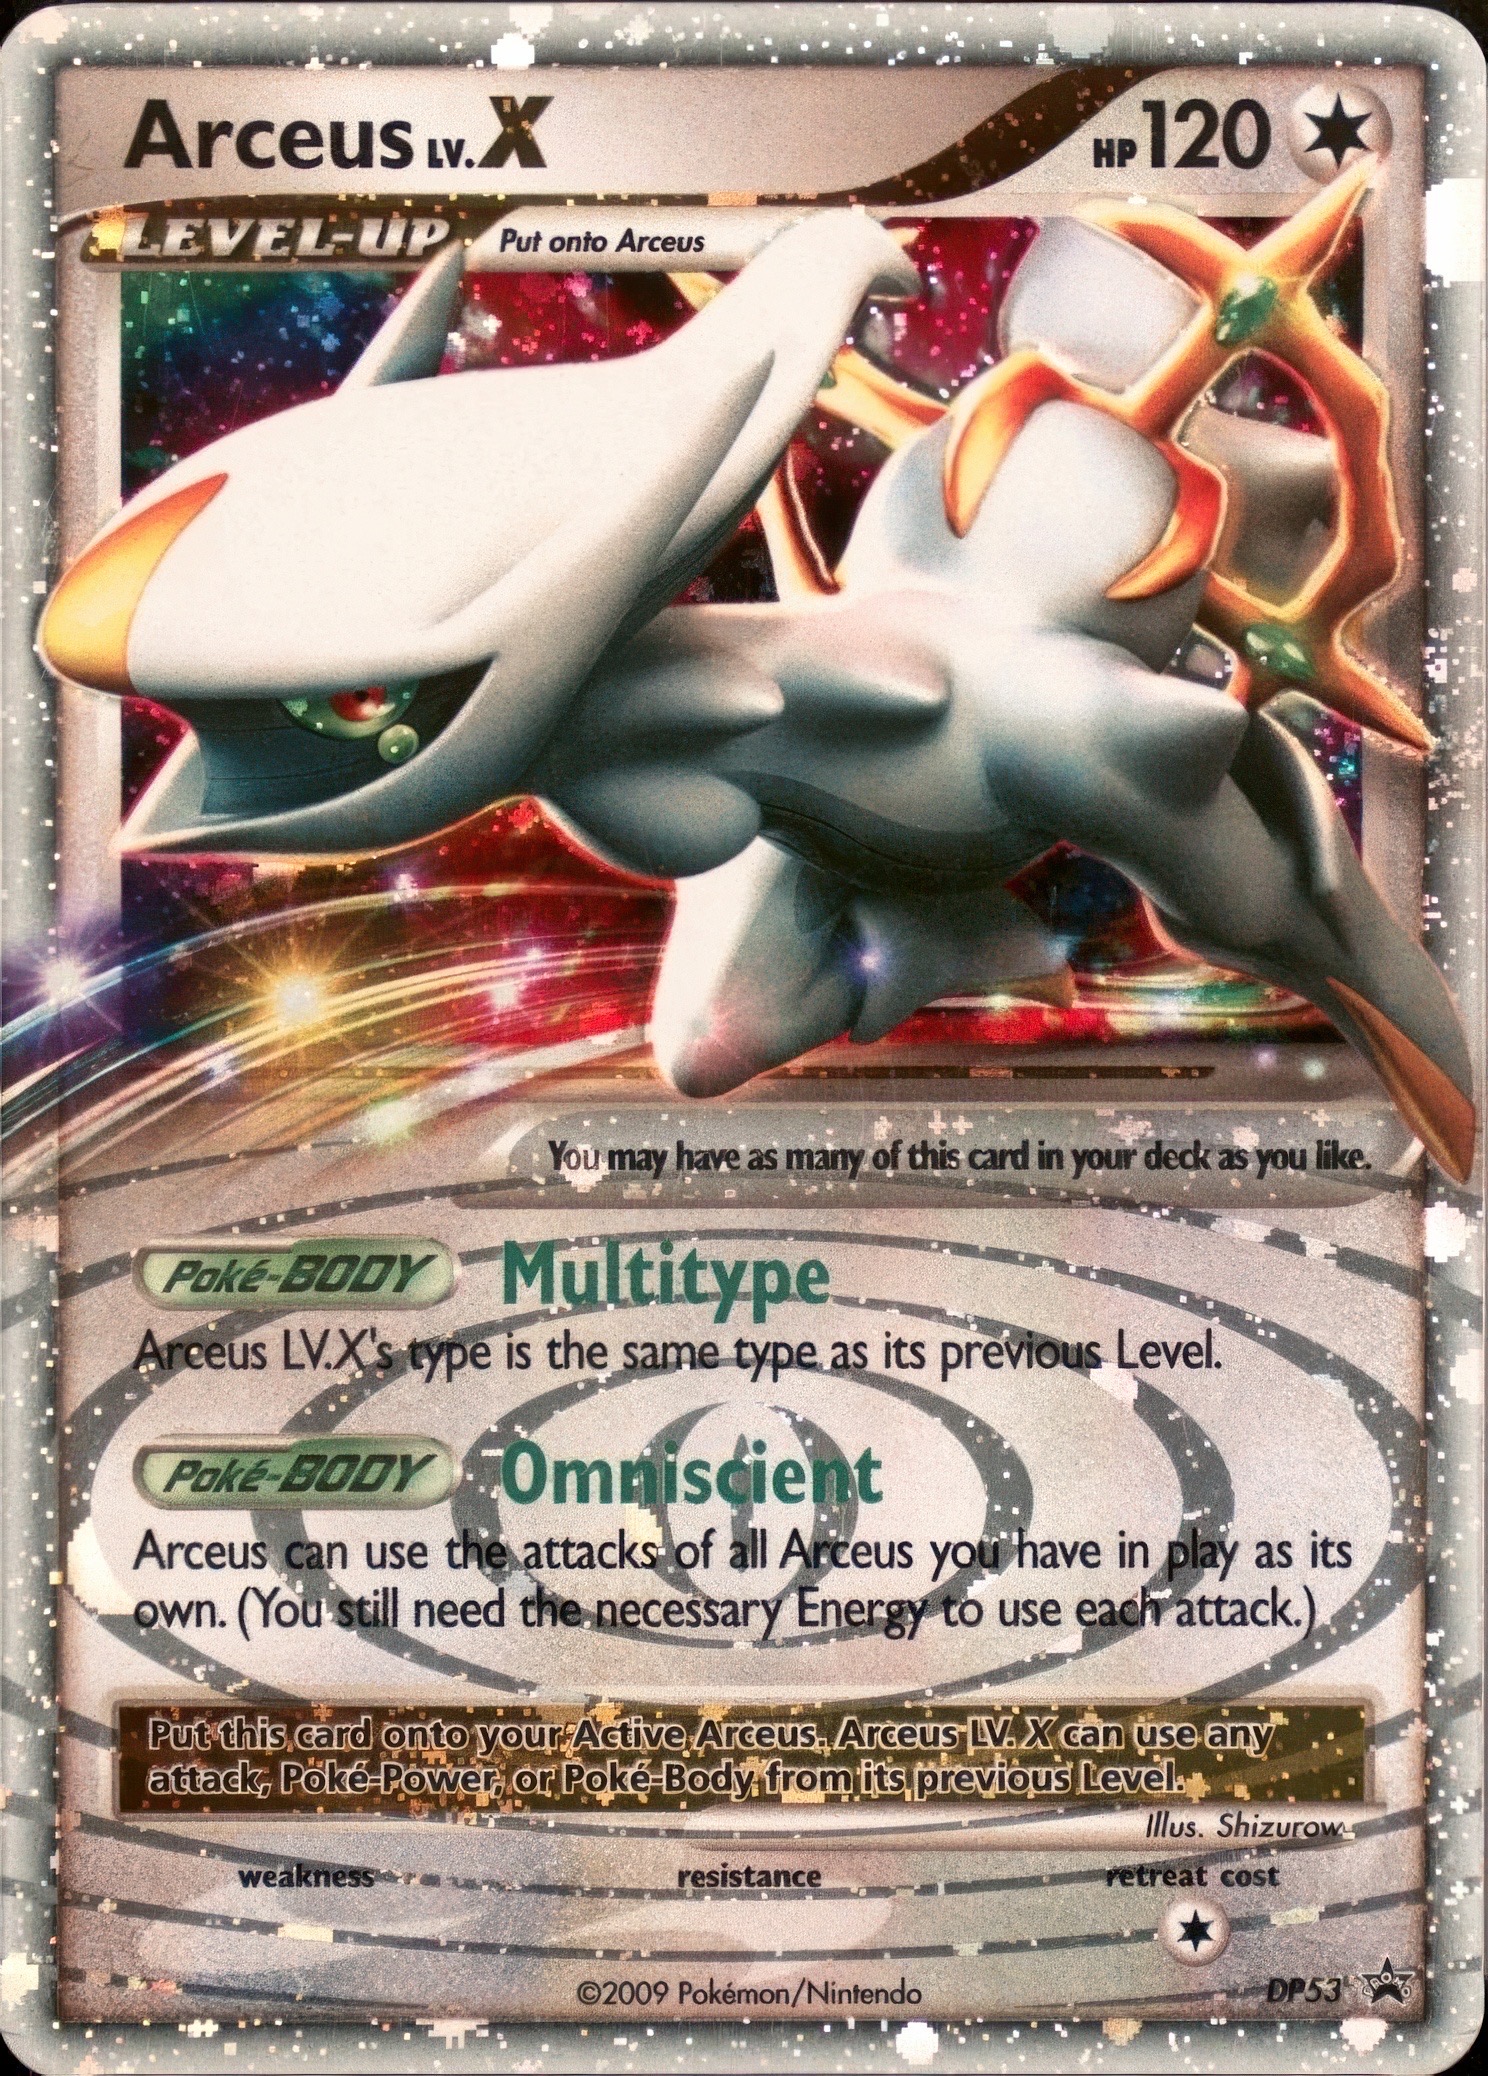 Arceus LV.X HP 120
LEVEL-UP Put onto Arceus
You may have as many of this card in your deck as you like.
Poké-BODY Multitype
Arceus LV.X's type is the same type as its previous Level.
Poké-BODY Omniscient
Arceus can use the attacks of all Arceus you have in play as its
own. (You still need the necessary Energy to use each attack.)
Put this card onto your Active Arceus. Arceus LV. X can use any
attack, Poké-Power, or Poké-Body from its previous Level.
Illus. Shizurow
weakness resistance retreat cost
©2009 Pokémon/Nintendo DP53 PROMO